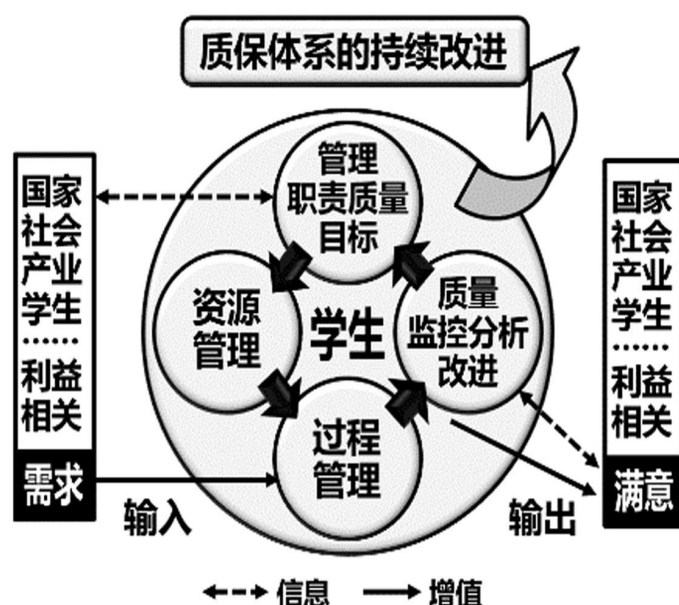 质保体系的持续改进
管理
职责质量
目标
国家
社会
产业
学生
……
利益
相关
需求
资源
管理
学生
质量
监控分析
改进
过程
管理
国家
社会
产业
学生
……
利益
相关
满意
输入
输出
信息
增值